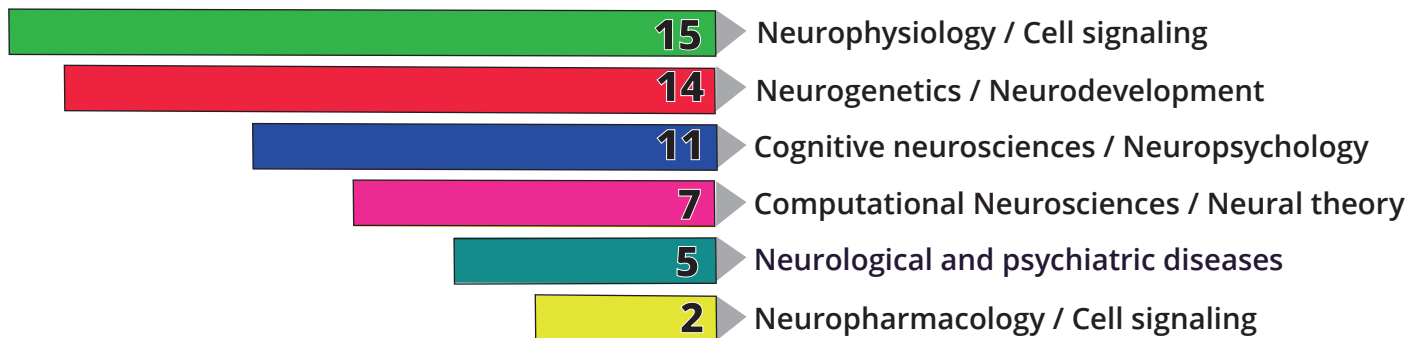 15 Neurophysiology / Cell signaling
14 Neurogenetics / Neurodevelopment
11 Cognitive neurosciences / Neuropsychology
7 Computational Neurosciences / Neural theory
5 Neurological and psychiatric diseases
2 Neuropharmacology / Cell signaling